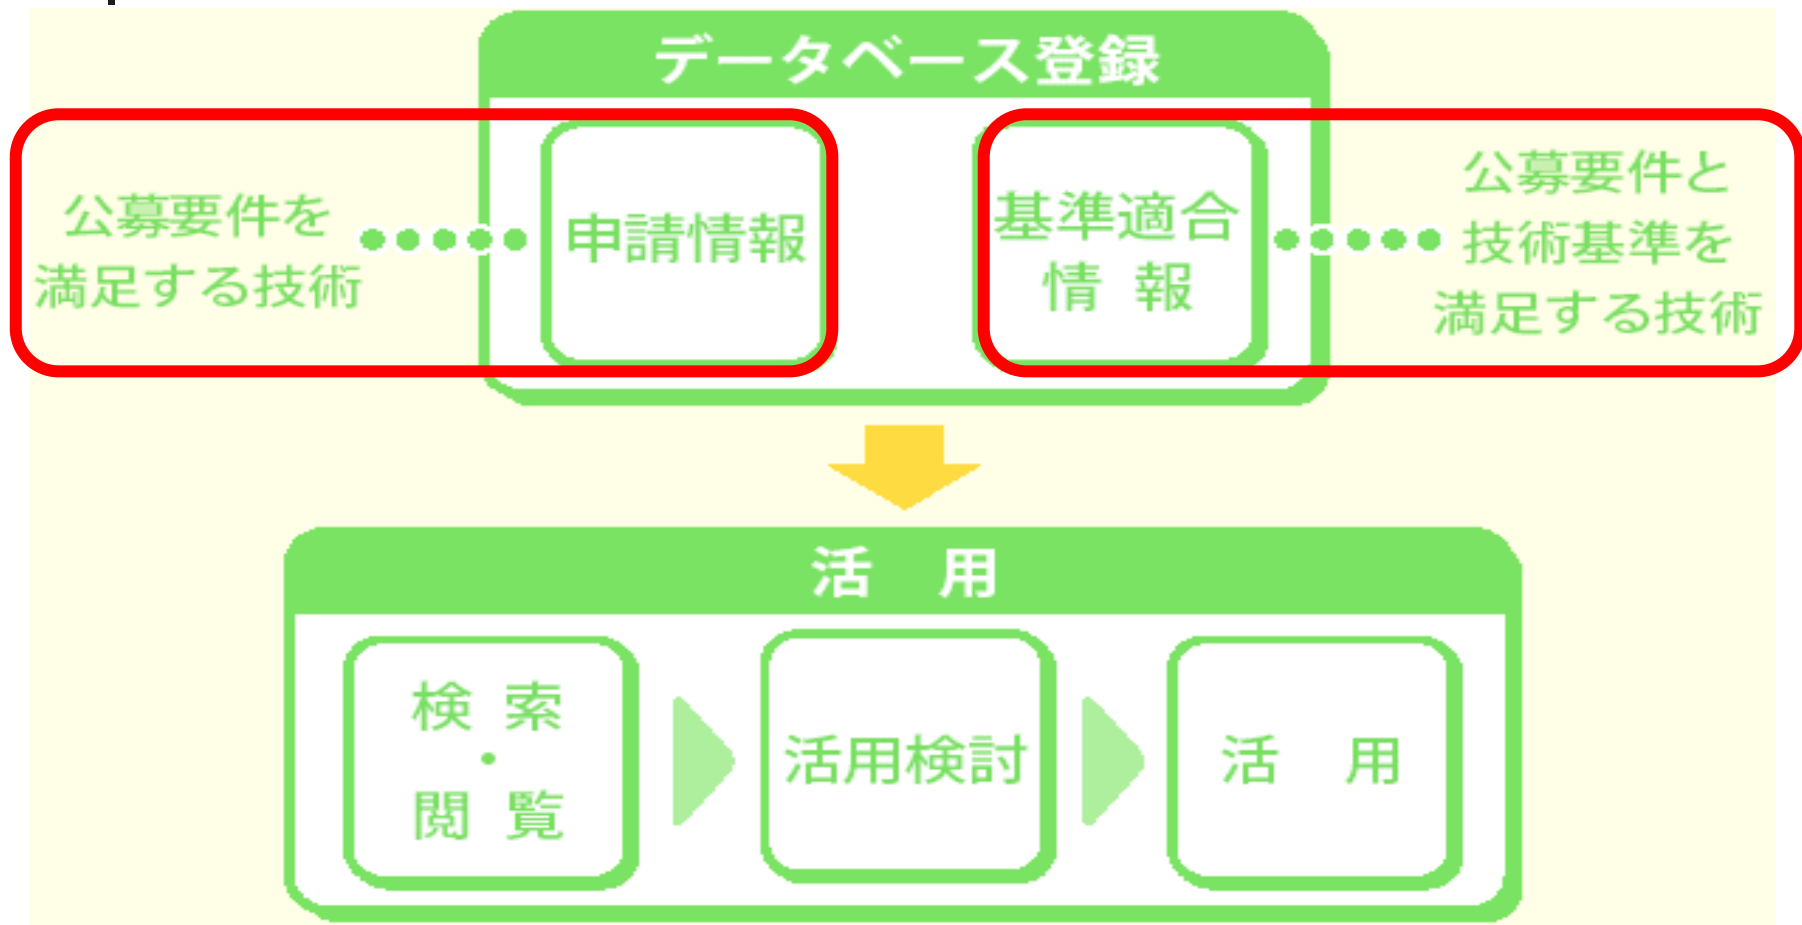 データベース登録
公募要件を
満足する技術
申請情報
基準適合
情 報
公募要件と
技術基準を
満足する技術
活 用
検 索
・
閲 覧
活用検討
活 用